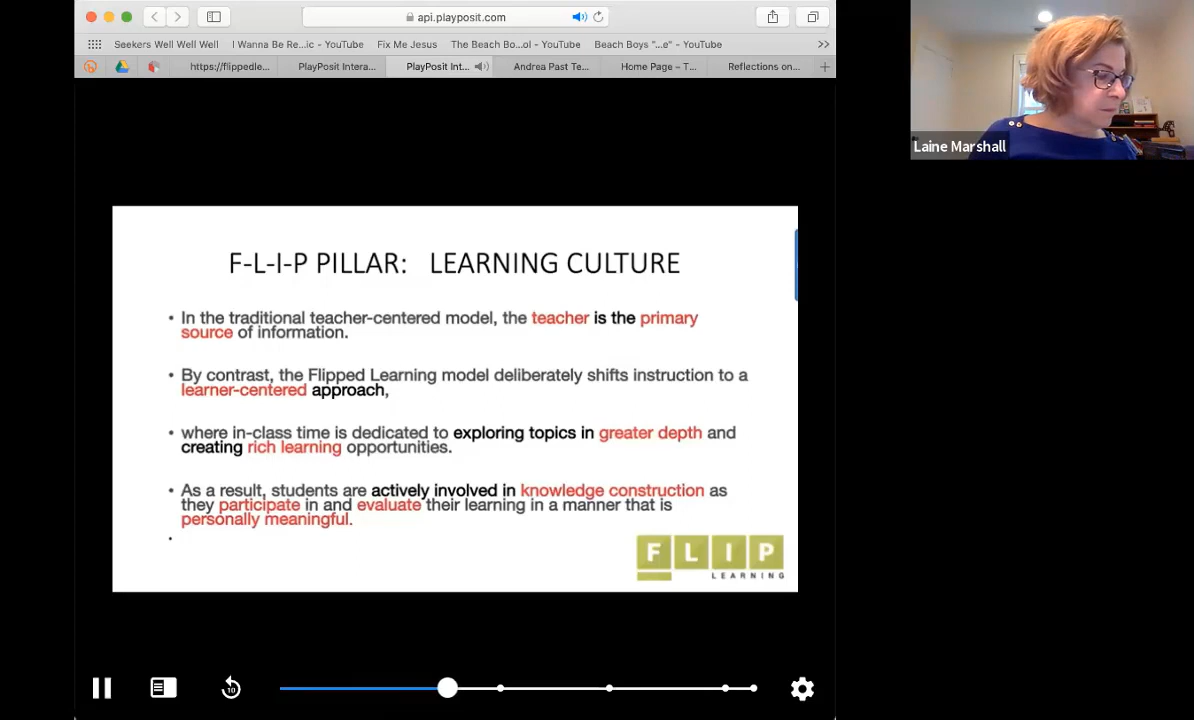 api.playposit.com
Seekers Well Well Well
I Wanna Be Re...ic - YouTube
Fix Me Jesus
The Beach Bo...ol - YouTube
Beach Boys "...e" - YouTube
https://flippedle...
PlayPosit Intera...
PlayPosit Int...
Andrea Past Te...
Home Page – T...
Reflections on...
Laine Marshall
F-L-I-P PILLAR: LEARNING CULTURE
• In the traditional teacher-centered model, the teacher is the primary
source of information.
• By contrast, the Flipped Learning model deliberately shifts instruction to a
learner-centered approach,
• where in-class time is dedicated to exploring topics in greater depth and
creating rich learning opportunities.
• As a result, students are actively involved in knowledge construction as
they participate in and evaluate their learning in a manner that is
personally meaningful.
•
FLIP
LEARNING
10